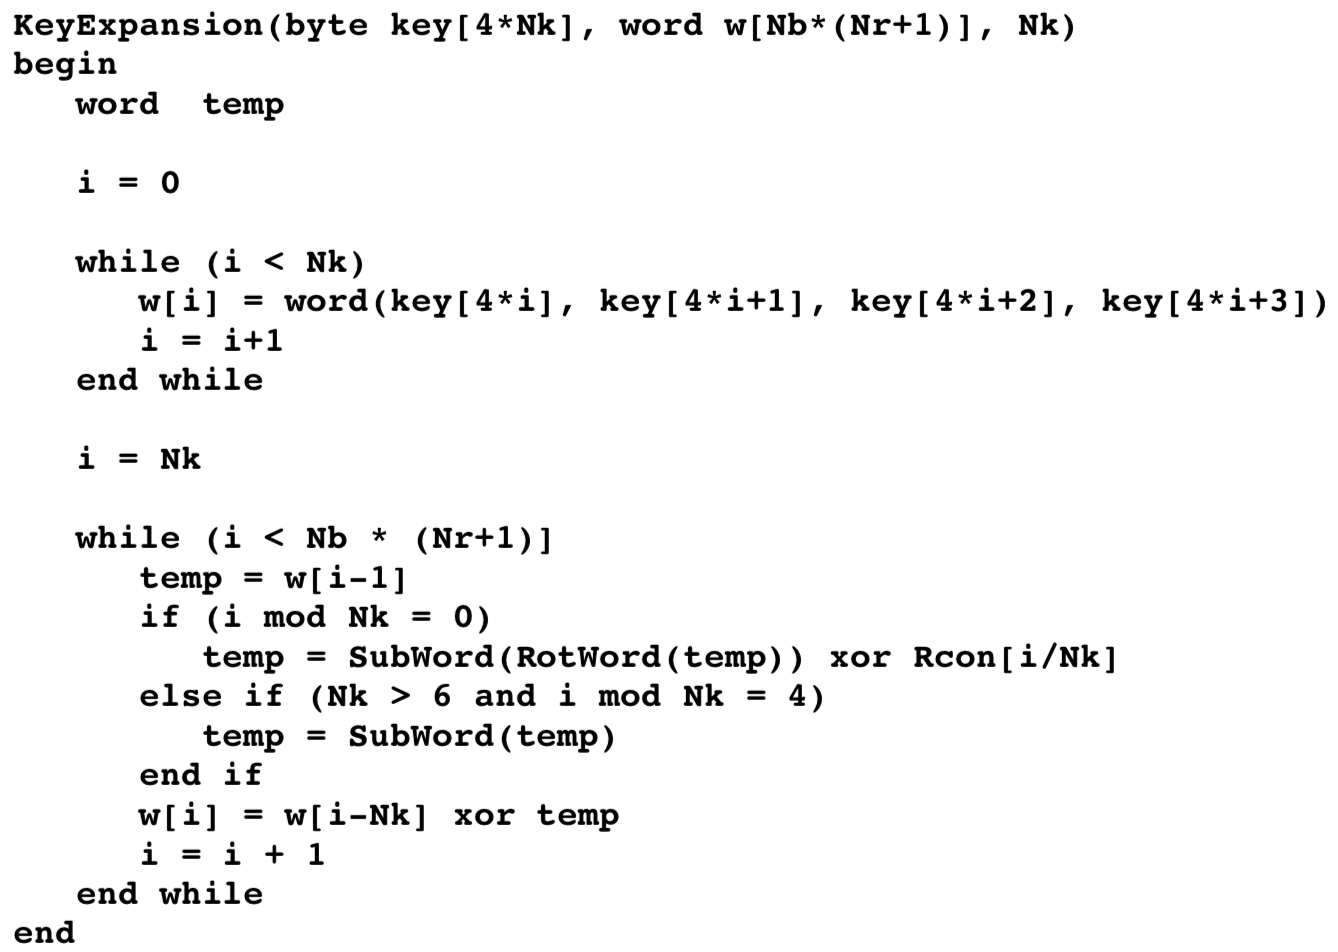 KeyExpansion(byte key[4*Nk], word w[Nb*(Nr+1)], Nk)
begin
   word  temp

   i = 0

   while (i < Nk)
      w[i] = word(key[4*i], key[4*i+1], key[4*i+2], key[4*i+3])
      i = i+1
   end while

   i = Nk

   while (i < Nb * (Nr+1)]
      temp = w[i-1]
      if (i mod Nk = 0)
         temp = SubWord(RotWord(temp)) xor Rcon[i/Nk]
      else if (Nk > 6 and i mod Nk = 4)
         temp = SubWord(temp)
      end if
      w[i] = w[i-Nk] xor temp
      i = i + 1
   end while
end